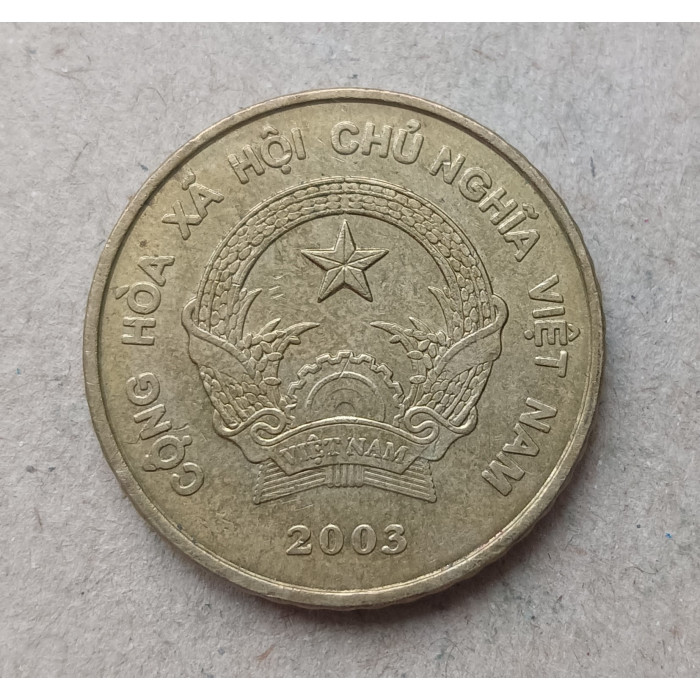 CỘNG HÒA XÃ HỘI CHỦ NGHĨA VIỆT NAM
VIỆT NAM
2003